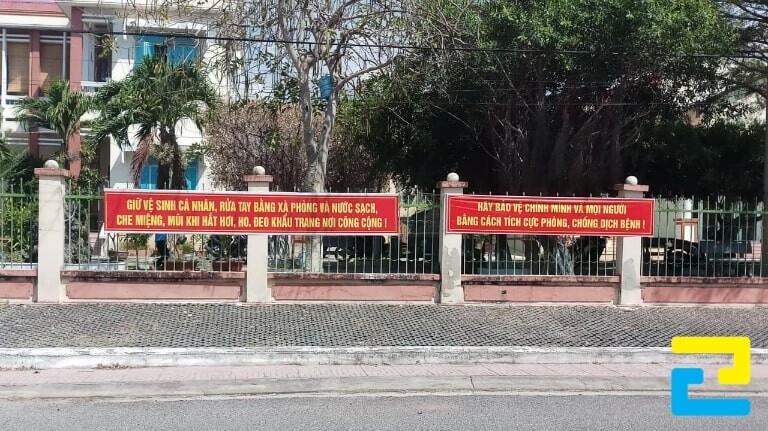 GIỮ VỆ SINH CÁ NHÂN, RỬA TAY BẰNG XÀ PHÒNG VÀ NƯỚC SẠCH,
CHE MIỆNG, MŨI KHI HẮT HƠI, HO. ĐEO KHẨU TRANG NƠI CÔNG CỘNG !
HÃY BẢO VỆ CHÍNH MÌNH VÀ MỌI NGƯỜI
BẰNG CÁCH TÍCH CỰC PHÒNG, CHỐNG DỊCH BỆNH !